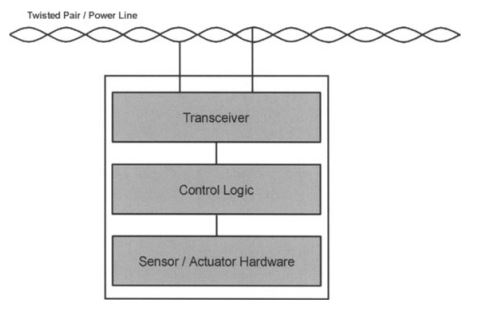 Twisted Pair / Power Line
Transceiver
Control Logic
Sensor / Actuator Hardware